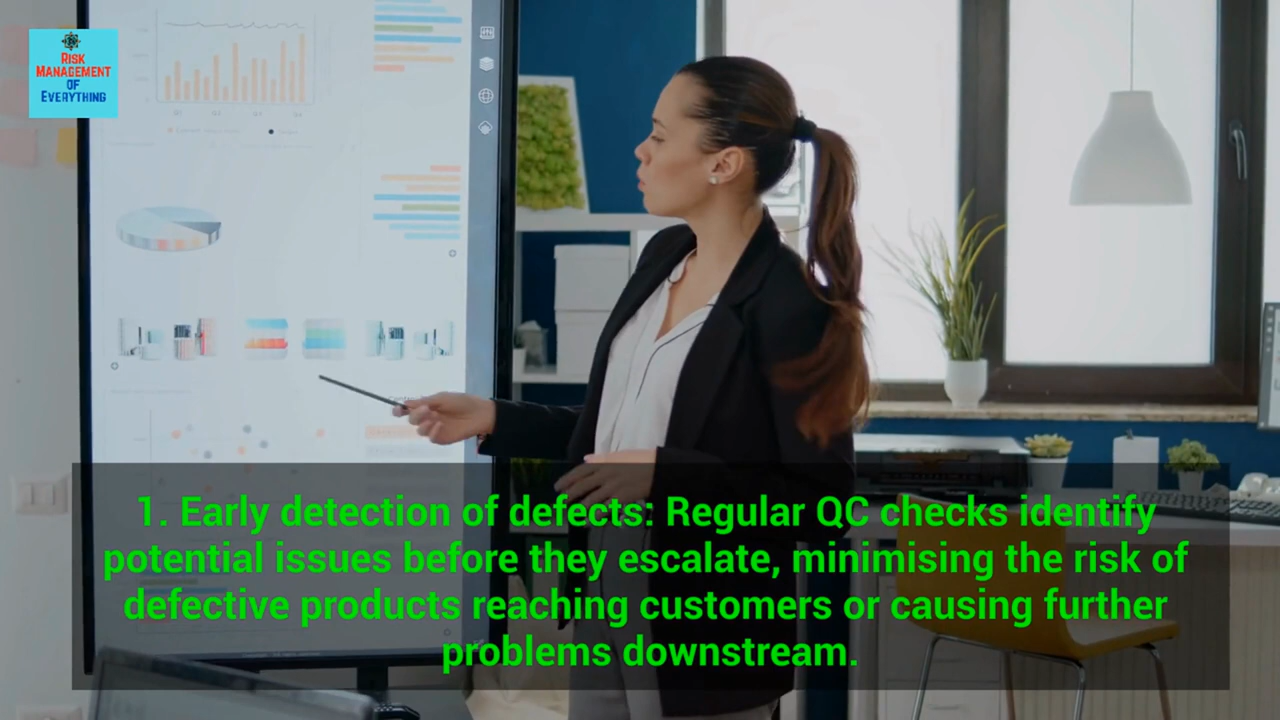 Risk
Management
of
Everything
1. Early detection of defects: Regular QC checks identify
potential issues before they escalate, minimising the risk of
defective products reaching customers or causing further
problems downstream.